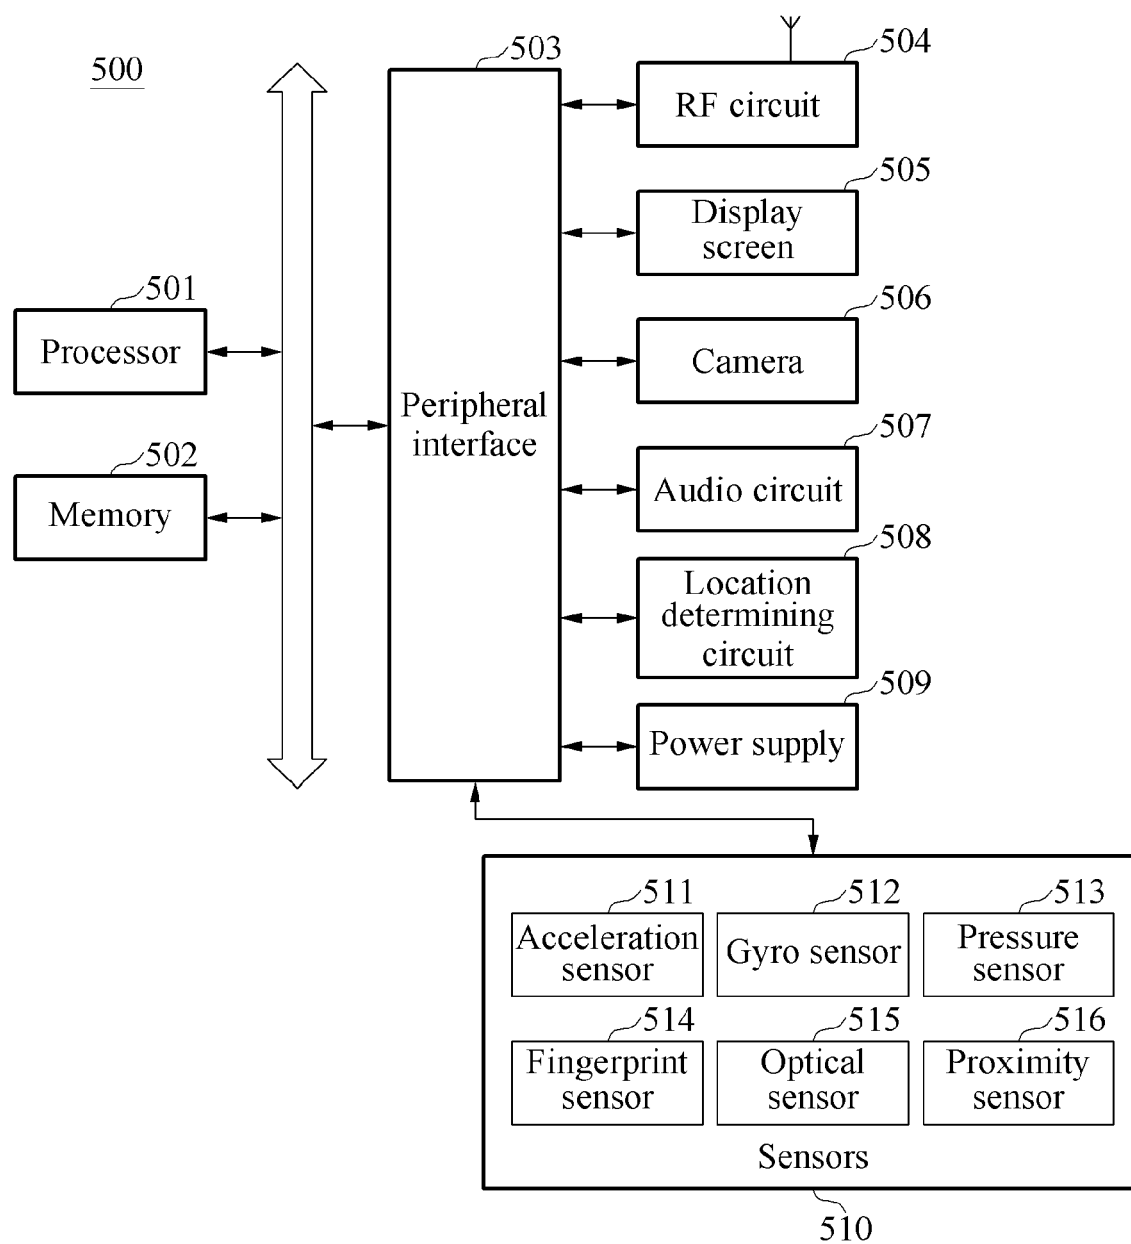 500
503
504
RF circuit
505
Display
screen
501
Processor
506
Camera
Peripheral
interface
502
Memory
507
Audio circuit
508
Location
determining
circuit
509
Power supply
511
Acceleration
sensor
512
Gyro sensor
513
Pressure
sensor
514
Fingerprint
sensor
515
Optical
sensor
516
Proximity
sensor
Sensors
510